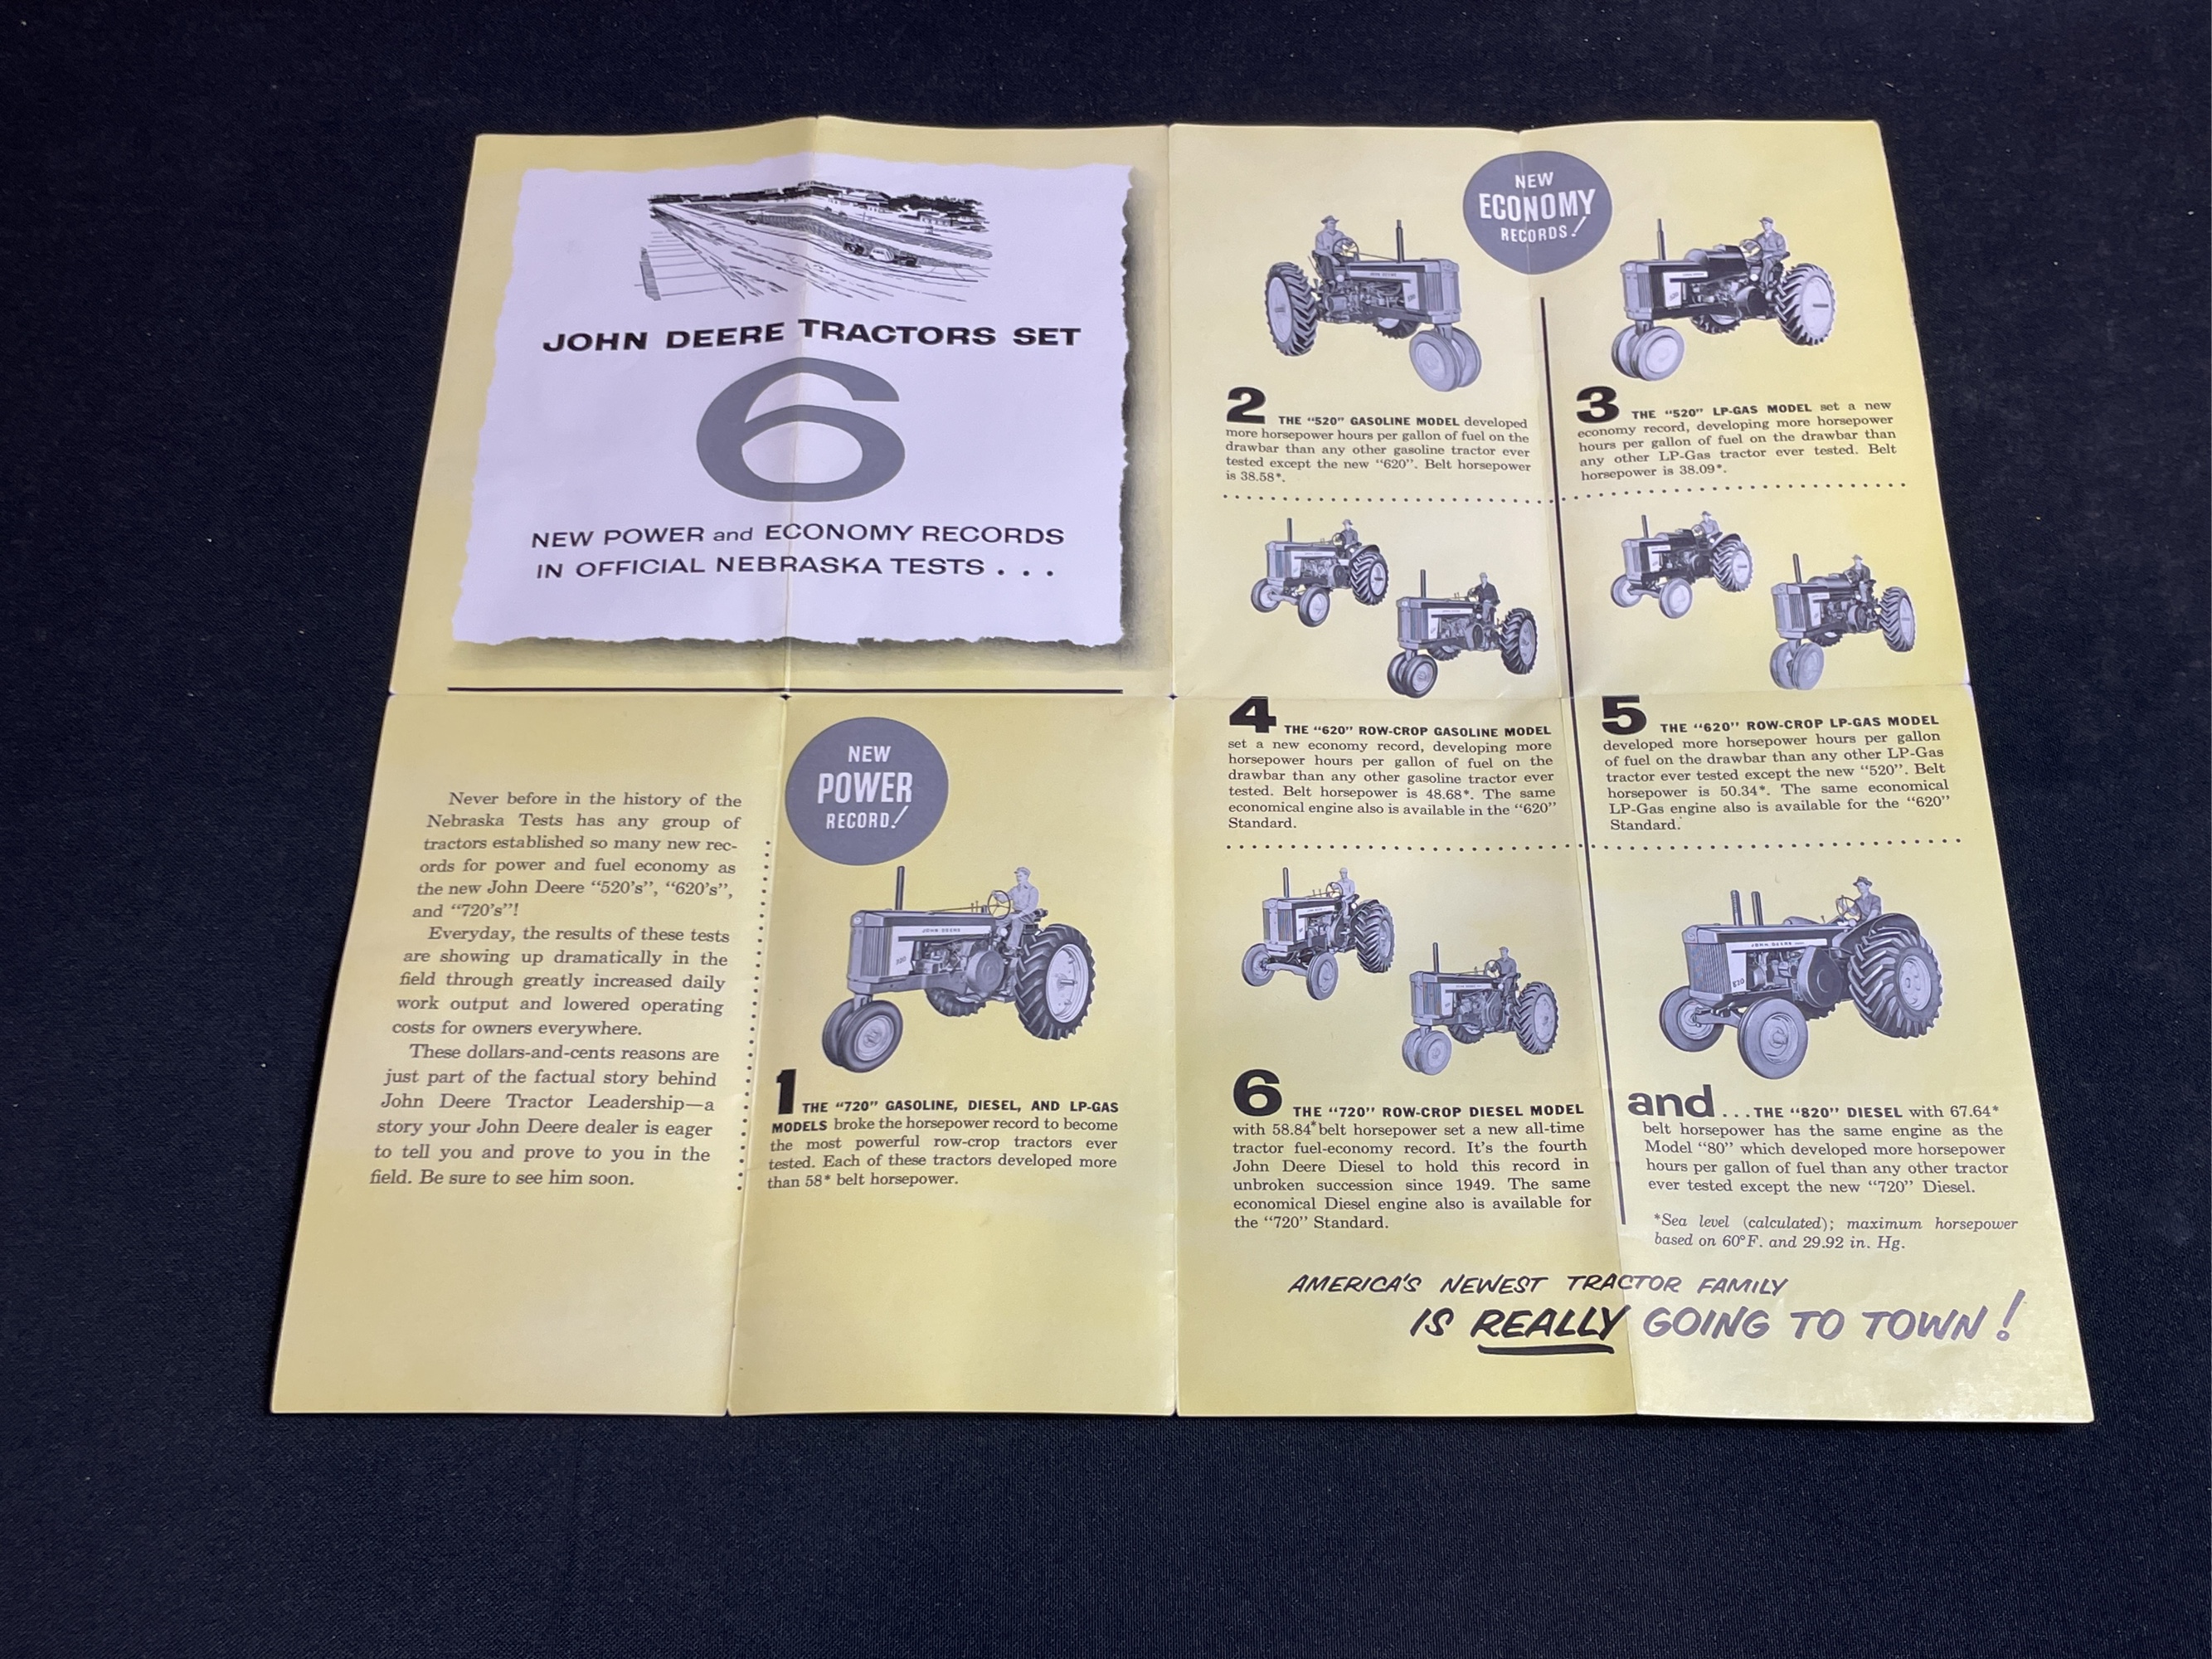 JOHN DEERE TRACTORS SET
6
NEW POWER and ECONOMY RECORDS
IN OFFICIAL NEBRASKA TESTS . . .
Never before in the history of the
Nebraska Tests has any group of
tractors established so many new rec-
ords for power and fuel economy as
the new John Deere "520's", "620's",
and "720's"!
Everyday, the results of these tests
are showing up dramatically in the
field through greatly increased daily
work output and lowered operating
costs for owners everywhere.
These dollars-and-cents reasons are
just part of the factual story behind
John Deere Tractor Leadership—a
story your John Deere dealer is eager
to tell you and prove to you in the
field. Be sure to see him soon.
NEW
POWER
RECORD!
JOHN DEERE
1 THE "720" GASOLINE, DIESEL, AND LP-GAS
MODELS broke the horsepower record to become
the most powerful row-crop tractors ever
tested. Each of these tractors developed more
than 58* belt horsepower.
NEW
ECONOMY
RECORDS!
JOHN DEERE
2 THE "520" GASOLINE MODEL developed
more horsepower hours per gallon of fuel on the
drawbar than any other gasoline tractor ever
tested except the new "620". Belt horsepower
is 38.58*.
3 THE "520" LP-GAS MODEL set a new
economy record, developing more horsepower
hours per gallon of fuel on the drawbar than
any other LP-Gas tractor ever tested. Belt
horsepower is 38.09*.
4 THE "620" ROW-CROP GASOLINE MODEL
set a new economy record, developing more
horsepower hours per gallon of fuel on the
drawbar than any other gasoline tractor ever
tested. Belt horsepower is 48.68*. The same
economical engine also is available in the "620"
Standard.
5 THE "620" ROW-CROP LP-GAS MODEL
developed more horsepower hours per gallon
of fuel on the drawbar than any other LP-Gas
tractor ever tested except the new "520". Belt
horsepower is 50.34*. The same economical
LP-Gas engine also is available for the "620"
Standard.
6 THE "720" ROW-CROP DIESEL MODEL
with 58.84* belt horsepower set a new all-time
tractor fuel-economy record. It's the fourth
John Deere Diesel to hold this record in
unbroken succession since 1949. The same
economical Diesel engine also is available for
the "720" Standard.
JOHN DEERE
820
and ... THE "820" DIESEL with 67.64*
belt horsepower has the same engine as the
Model "80" which developed more horsepower
hours per gallon of fuel than any other tractor
ever tested except the new "720" Diesel.
*Sea level (calculated); maximum horsepower
based on 60°F. and 29.92 in. Hg.
AMERICA'S NEWEST TRACTOR FAMILY
IS REALLY GOING TO TOWN!